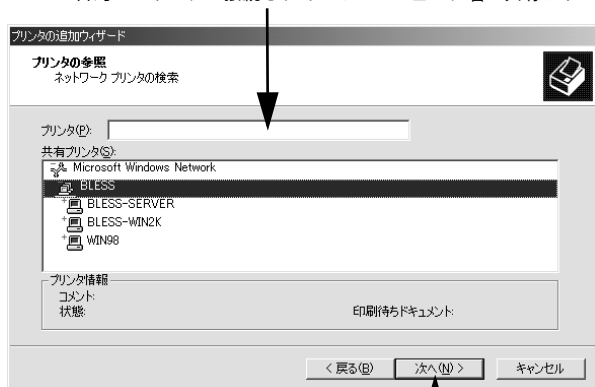 プリンタの追加ウィザード
プリンタの参照
ネットワーク プリンタの検索
プリンタ(P):
共有プリンタ(S):
Microsoft Windows Network
BLESS
BLESS-SERVER
BLESS-WIN2K
WIN98
プリンタ情報
コメント:
状態:
印刷待ちドキュメント:
< 戻る(B)
次へ(N) >
キャンセル